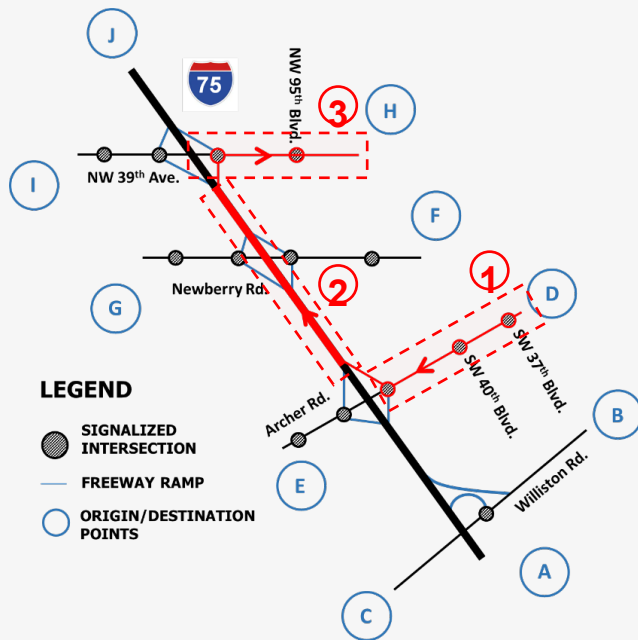 J
75
NW 95th Blvd.
3
H
NW 39th Ave.
I
F
Newberry Rd.
G
2
1
D
SW 37th Blvd.
SW 40th Blvd.
Archer Rd.
E
B
Williston Rd.
A
C
LEGEND
SIGNALIZED
INTERSECTION
FREEWAY RAMP
ORIGIN/DESTINATION
POINTS